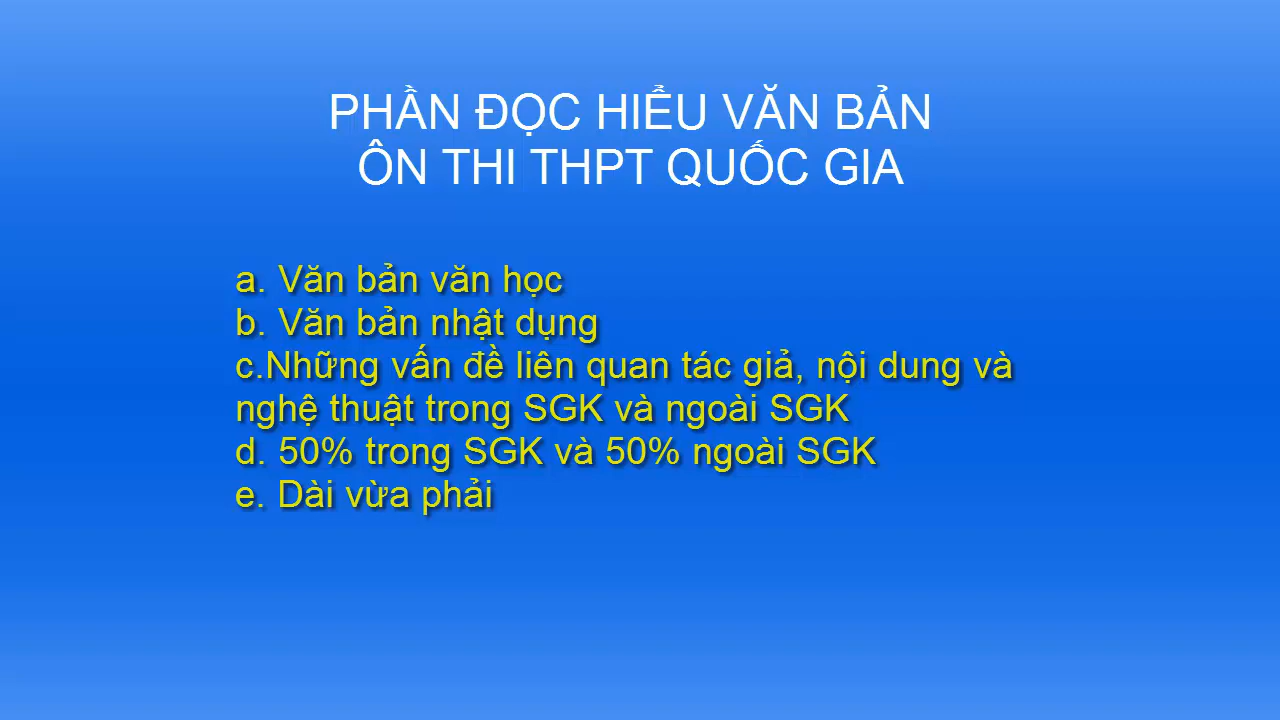 PHẦN ĐỌC HIỂU VĂN BẢN
ÔN THI THPT QUỐC GIA
a. Văn bản văn học
b. Văn bản nhật dụng
c.Những vấn đề liên quan tác giả, nội dung và
nghệ thuật trong SGK và ngoài SGK
d. 50% trong SGK và 50% ngoài SGK
e. Dài vừa phải